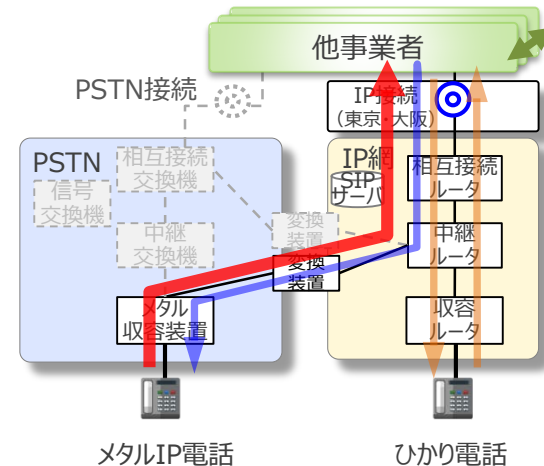 他事業者
PSTN接続
IP接続
(東京・大阪)
PSTN
IP網
相互接続
交換機
信号
交換機
SIP
サーバ
相互接続
ルータ
中継
交換機
変換
装置
中継
ルータ
変換
装置
メタル
収容装置
収容
ルータ
メタルIP電話
ひかり電話